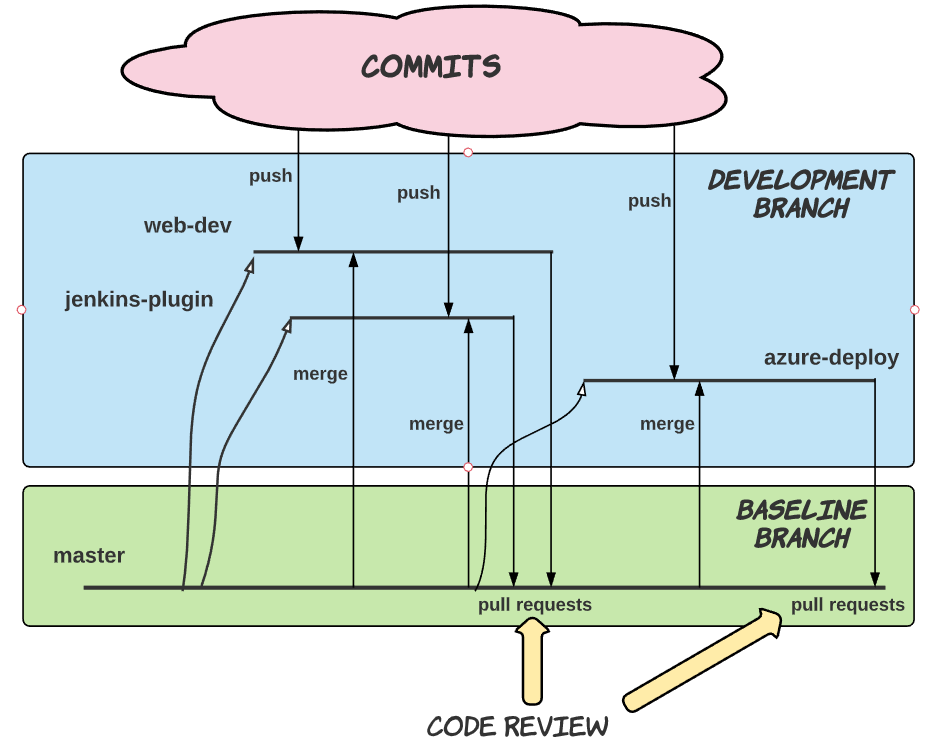 COMMITS
push
push
push
DEVELOPMENT
BRANCH
web-dev
jenkins-plugin
azure-deploy
merge
merge
merge
BASELINE
BRANCH
master
pull requests
pull requests
CODE REVIEW